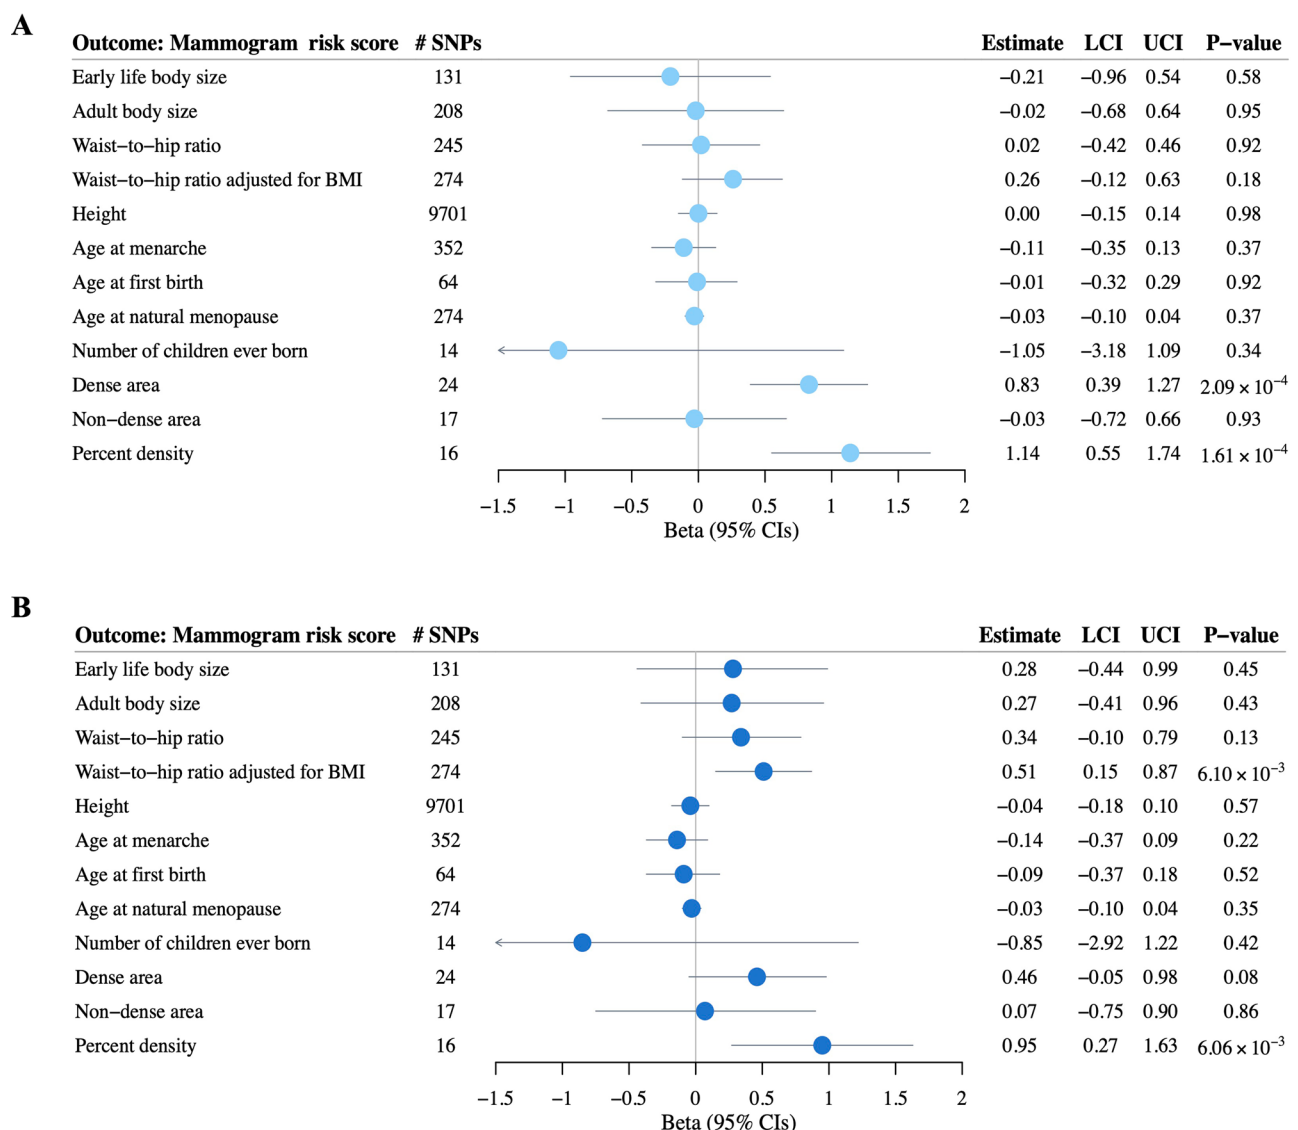 A
Outcome: Mammogram risk score # SNPs Estimate LCI UCI P−value
Early life body size 131 −0.21 −0.96 0.54 0.58
Adult body size 208 −0.02 −0.68 0.64 0.95
Waist−to−hip ratio 245 0.02 −0.42 0.46 0.92
Waist−to−hip ratio adjusted for BMI 274 0.26 −0.12 0.63 0.18
Height 9701 0.00 −0.15 0.14 0.98
Age at menarche 352 −0.11 −0.35 0.13 0.37
Age at first birth 64 −0.01 −0.32 0.29 0.92
Age at natural menopause 274 −0.03 −0.10 0.04 0.37
Number of children ever born 14 −1.05 −3.18 1.09 0.34
Dense area 24 0.83 0.39 1.27 2.09 × 10⁻⁴
Non−dense area 17 −0.03 −0.72 0.66 0.93
Percent density 16 1.14 0.55 1.74 1.61 × 10⁻⁴
−1.5 −1 −0.5 0 0.5 1 1.5 2
Beta (95% CIs)
B
Outcome: Mammogram risk score # SNPs Estimate LCI UCI P−value
Early life body size 131 0.28 −0.44 0.99 0.45
Adult body size 208 0.27 −0.41 0.96 0.43
Waist−to−hip ratio 245 0.34 −0.10 0.79 0.13
Waist−to−hip ratio adjusted for BMI 274 0.51 0.15 0.87 6.10 × 10⁻³
Height 9701 −0.04 −0.18 0.10 0.57
Age at menarche 352 −0.14 −0.37 0.09 0.22
Age at first birth 64 −0.09 −0.37 0.18 0.52
Age at natural menopause 274 −0.03 −0.10 0.04 0.35
Number of children ever born 14 −0.85 −2.92 1.22 0.42
Dense area 24 0.46 −0.05 0.98 0.08
Non−dense area 17 0.07 −0.75 0.90 0.86
Percent density 16 0.95 0.27 1.63 6.06 × 10⁻³
−1.5 −1 −0.5 0 0.5 1 1.5 2
Beta (95% CIs)